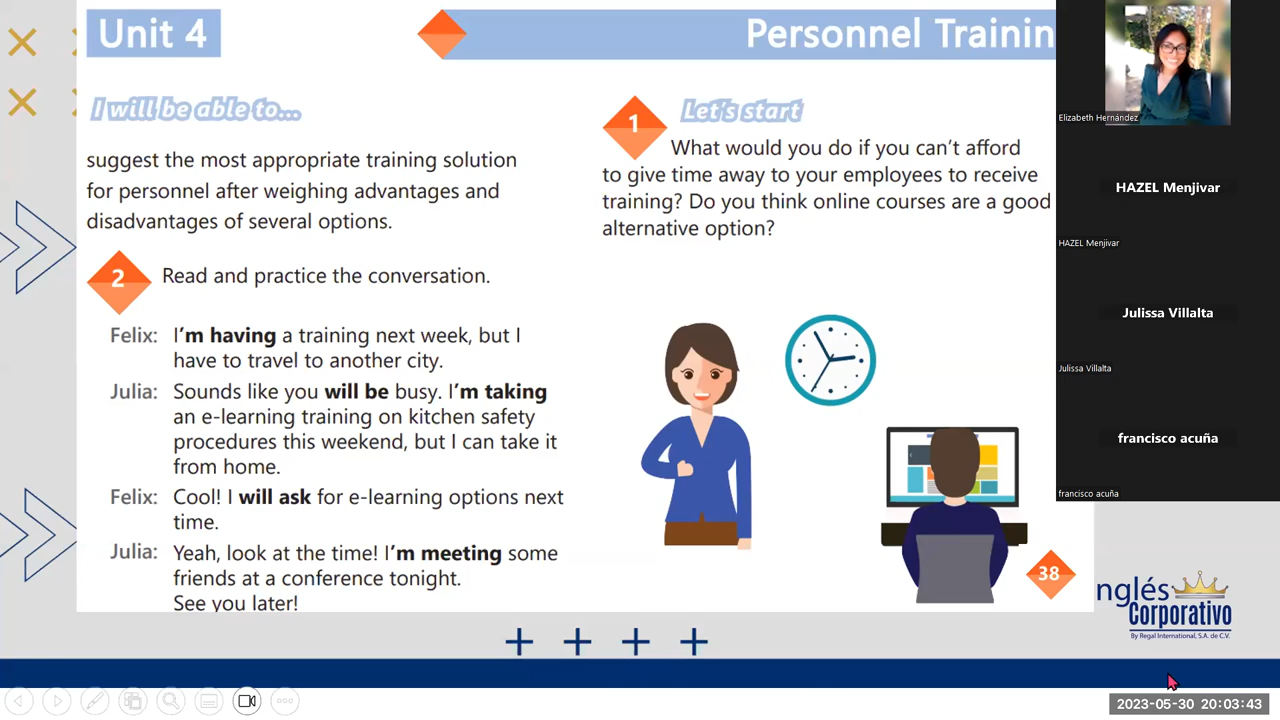 Unit 4
Personnel Trainin
I will be able to...
suggest the most appropriate training solution
for personnel after weighing advantages and
disadvantages of several options.
1
Let's start
What would you do if you can't afford
to give time away to your employees to receive
training? Do you think online courses are a good
alternative option?
2
Read and practice the conversation.
Felix: I'm having a training next week, but I
have to travel to another city.
Julia: Sounds like you will be busy. I'm taking
an e-learning training on kitchen safety
procedures this weekend, but I can take it
from home.
Felix: Cool! I will ask for e-learning options next
time.
Julia: Yeah, look at the time! I'm meeting some
friends at a conference tonight.
See you later!
38
nglés
Corporativo
By Regal International, S.A. de C.V.
Elizabeth Hernández
HAZEL Menjivar
HAZEL Menjivar
Julissa Villalta
Julissa Villalta
francisco acuña
francisco acuña
2023-05-30 20:03:43